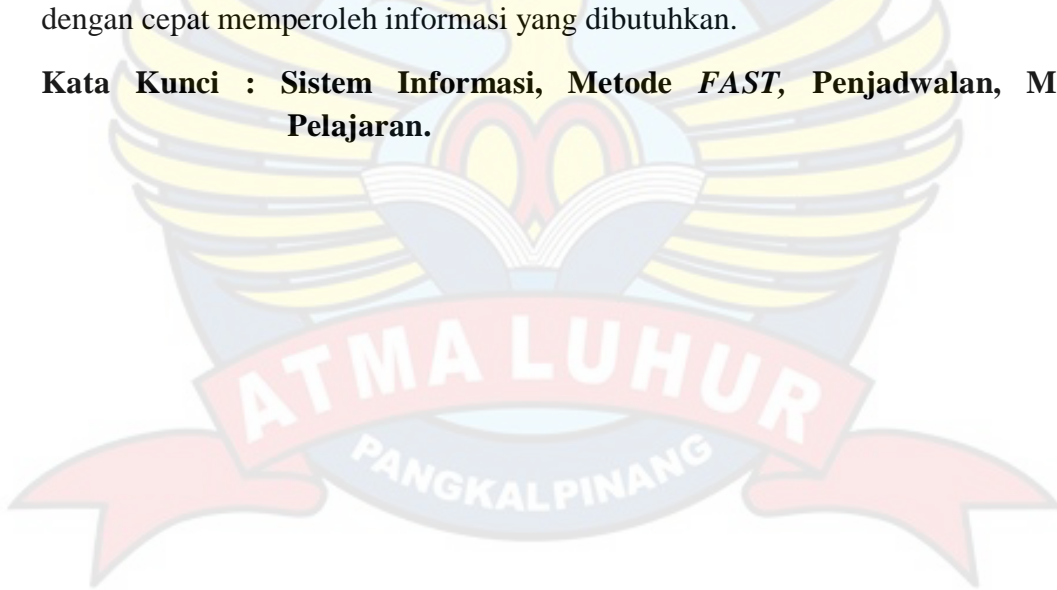 dengan cepat memperoleh informasi yang dibutuhkan.
Kata Kunci : Sistem Informasi, Metode FAST, Penjadwalan, M
Pelajaran.
ATMA LUHUR
PANGKALPINANG